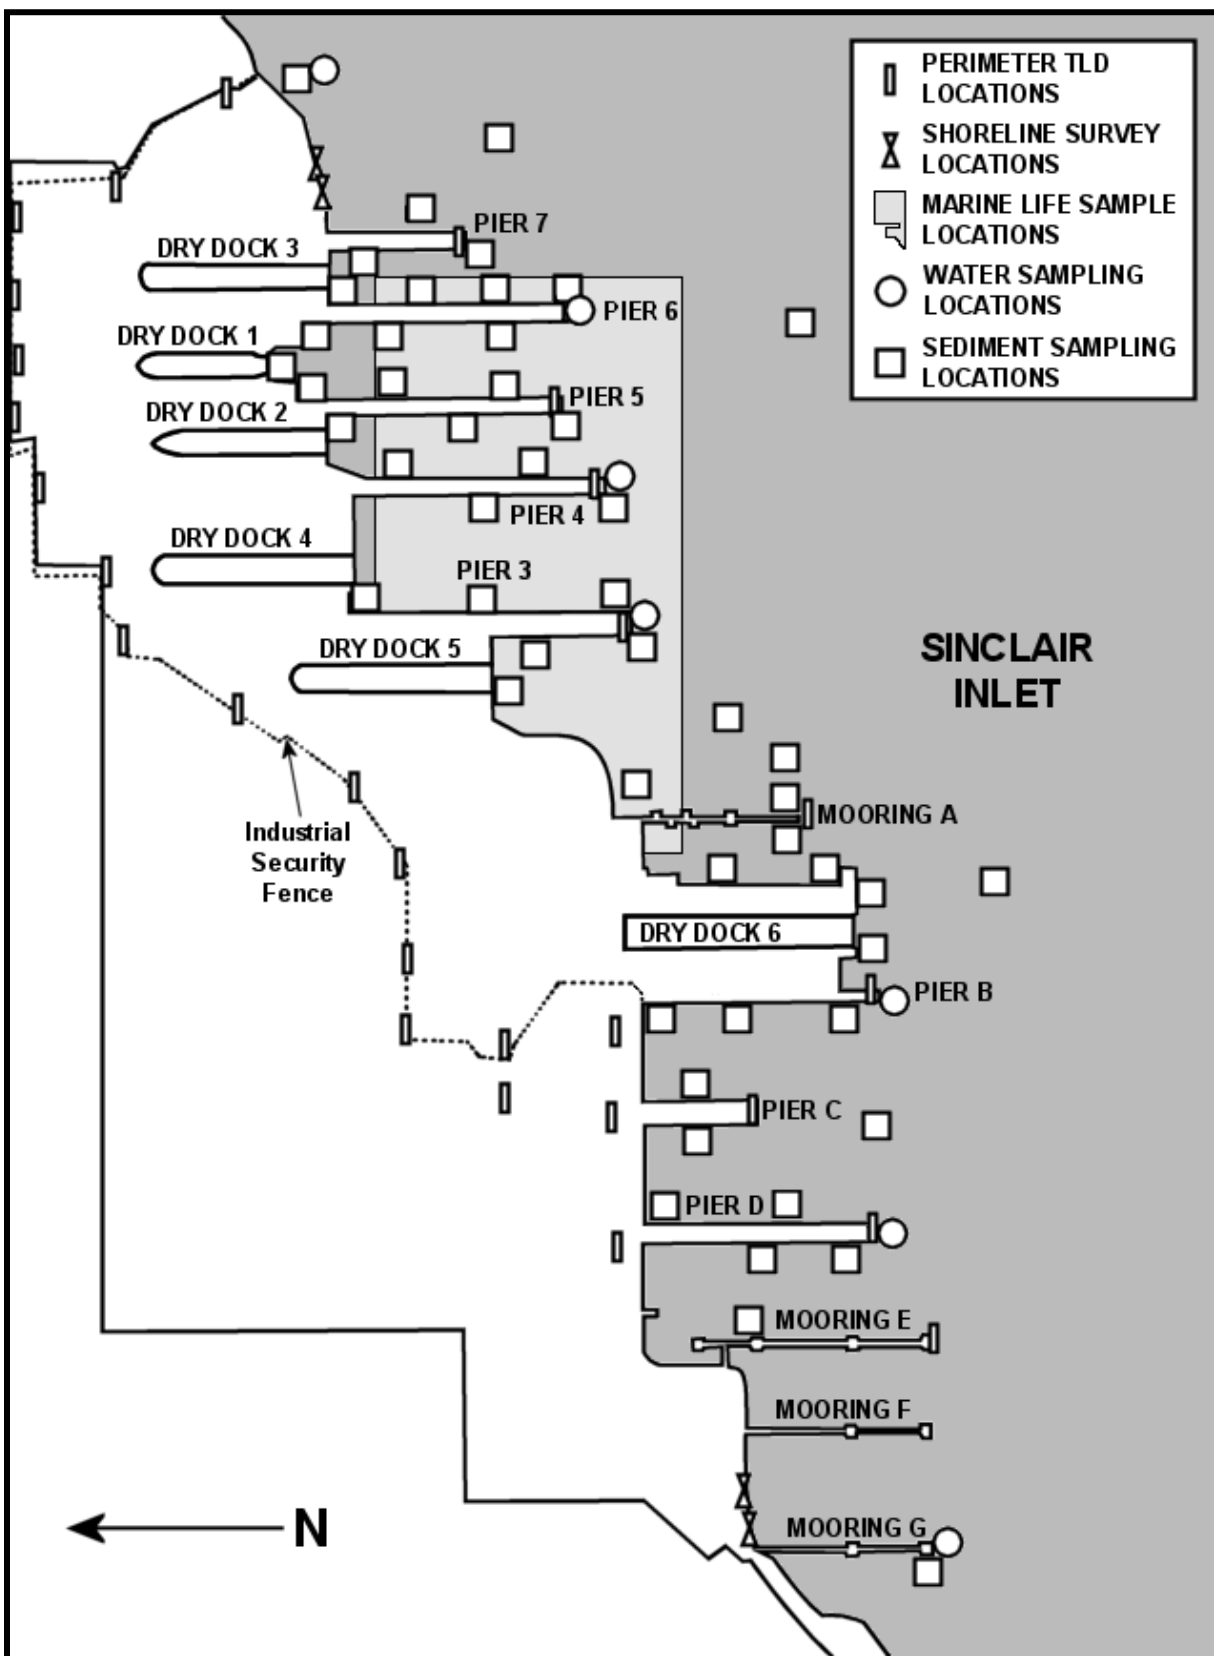 PERIMETER TLD
LOCATIONS
SHORELINE SURVEY
LOCATIONS
MARINE LIFE SAMPLE
LOCATIONS
WATER SAMPLING
LOCATIONS
SEDIMENT SAMPLING
LOCATIONS
PIER 7
DRY DOCK 3
PIER 6
DRY DOCK 1
PIER 5
DRY DOCK 2
PIER 4
DRY DOCK 4
PIER 3
DRY DOCK 5
SINCLAIR
INLET
MOORING A
Industrial
Security
Fence
DRY DOCK 6
PIER B
PIER C
PIER D
MOORING E
MOORING F
MOORING G
N